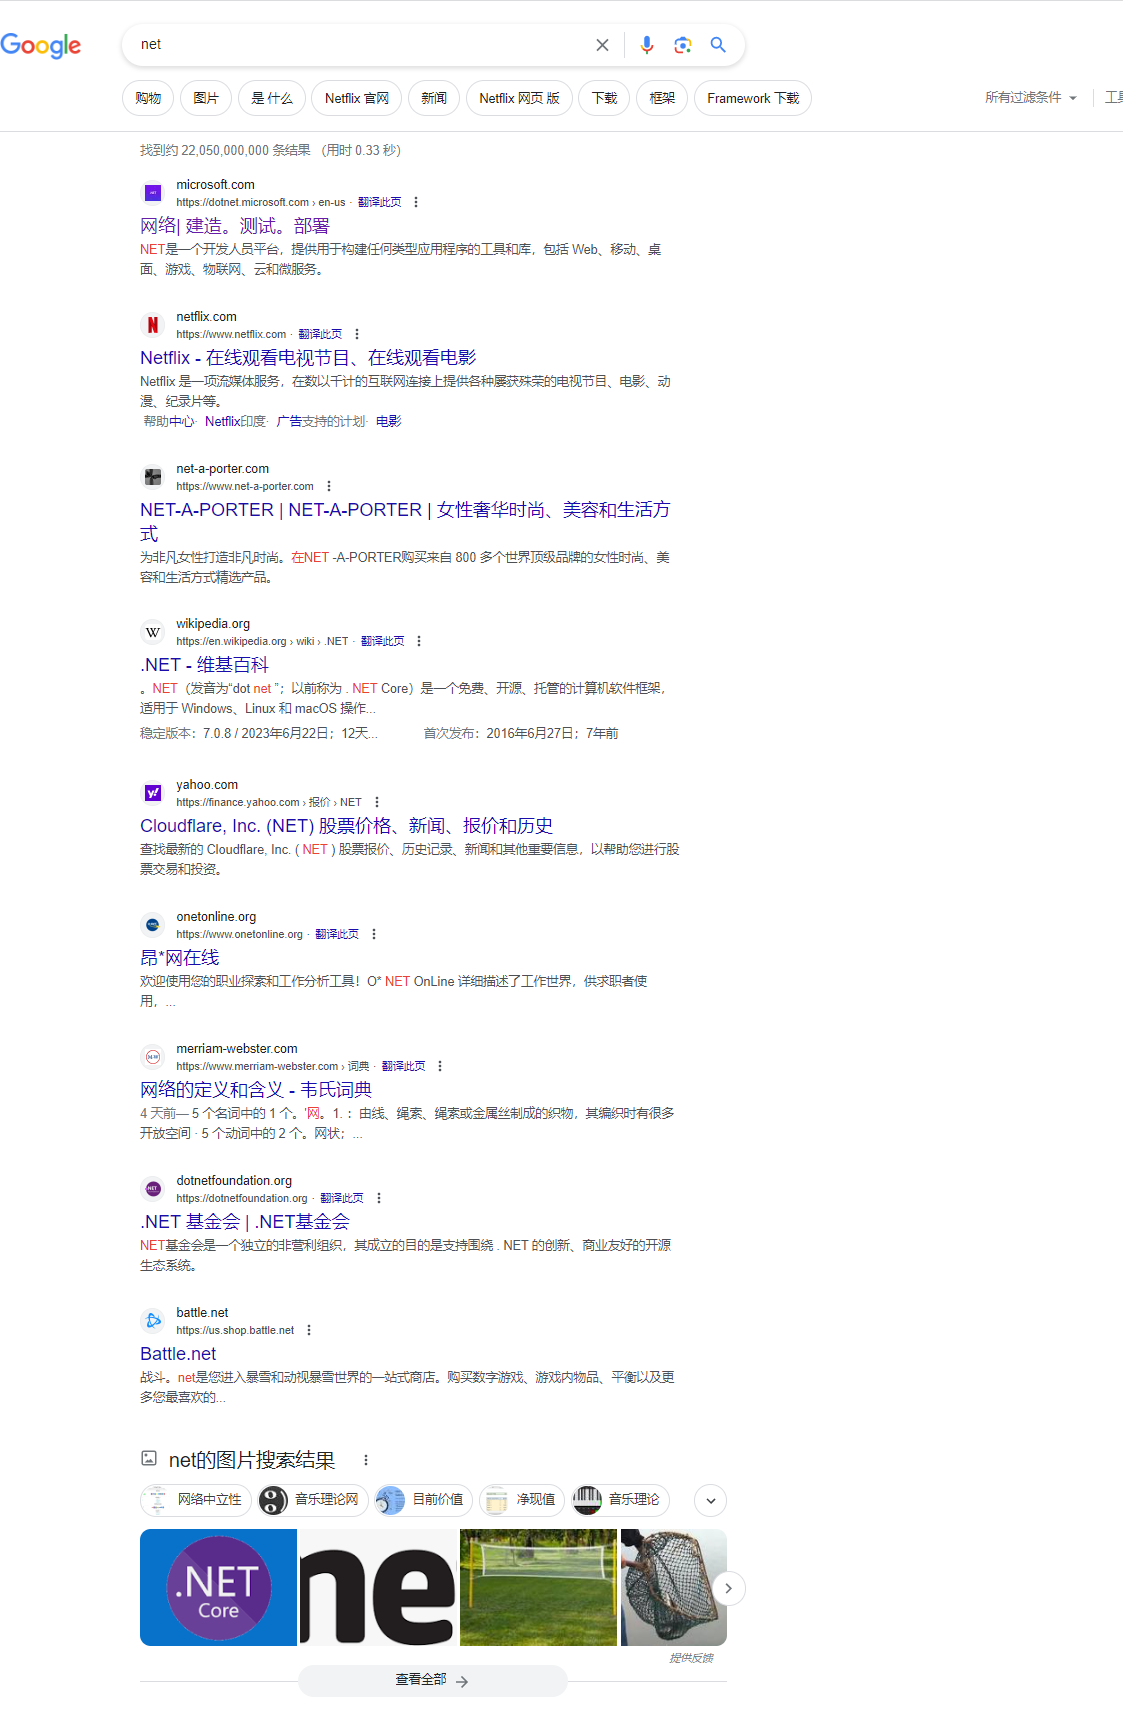 Google
net
购物
图片
是 什么
Netflix 官网
新闻
Netflix 网页 版
下载
框架
Framework 下载
所有过滤条件
找到约 22,050,000,000 条结果 （用时 0.33 秒）
microsoft.com
https://dotnet.microsoft.com › en-us · 翻译此页
网络| 建造。测试。部署
NET是一个开发人员平台，提供用于构建任何类型应用程序的工具和库，包括 Web、移动、桌
面、游戏、物联网、云和微服务。
netflix.com
https://www.netflix.com · 翻译此页
Netflix - 在线观看电视节目、在线观看电影
Netflix 是一项流媒体服务，在数以千计的互联网连接上提供各种屡获殊荣的电视节目、电影、动
漫、纪录片等。
帮助中心· Netflix印度· 广告支持的计划· 电影
net-a-porter.com
https://www.net-a-porter.com
NET-A-PORTER | NET-A-PORTER | 女性奢华时尚、美容和生活方
式
为非凡女性打造非凡时尚。在NET -A-PORTER购买来自 800 多个世界顶级品牌的女性时尚、美
容和生活方式精选产品。
wikipedia.org
https://en.wikipedia.org › wiki › .NET · 翻译此页
.NET - 维基百科
。NET（发音为“dot net ”；以前称为 . NET Core）是一个免费、开源、托管的计算机软件框架，
适用于 Windows、Linux 和 macOS 操作...
稳定版本：7.0.8 / 2023年6月22日；12天... 首次发布：2016年6月27日；7年前
yahoo.com
https://finance.yahoo.com › 报价 › NET
Cloudflare, Inc. (NET) 股票价格、新闻、报价和历史
查找最新的 Cloudflare, Inc. ( NET ) 股票报价、历史记录、新闻和其他重要信息，以帮助您进行股
票交易和投资。
onetonline.org
https://www.onetonline.org · 翻译此页
昂*网在线
欢迎使用您的职业探索和工作分析工具！O* NET OnLine 详细描述了工作世界，供求职者使
用，...
merriam-webster.com
https://www.merriam-webster.com › 词典 · 翻译此页
网络的定义和含义 - 韦氏词典
4 天前— 5 个名词中的 1 个。'网。1. ：由线、绳索、绳索或金属丝制成的织物，其编织时有很多
开放空间 · 5 个动词中的 2 个。网状；...
dotnetfoundation.org
https://dotnetfoundation.org · 翻译此页
.NET 基金会 | .NET基金会
NET基金会是一个独立的非营利组织，其成立的目的是支持围绕 . NET 的创新、商业友好的开源
生态系统。
battle.net
https://us.shop.battle.net
Battle.net
战斗。net是您进入暴雪和动视暴雪世界的一站式商店。购买数字游戏、游戏内物品、平衡以及更
多您最喜欢的...
net的图片搜索结果
网络中立性
音乐理论网
目前价值
净现值
音乐理论
.NET
Core
ne
提供反馈
查看全部